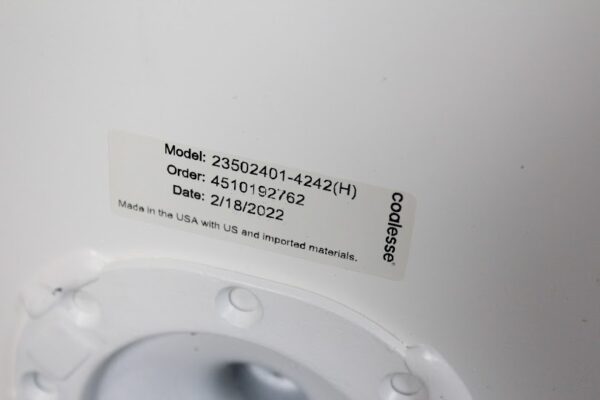 Model: 23502401-4242(H)
Order: 4510192762
Date: 2/18/2022
Made in the USA with US and imported materials.
coalesse